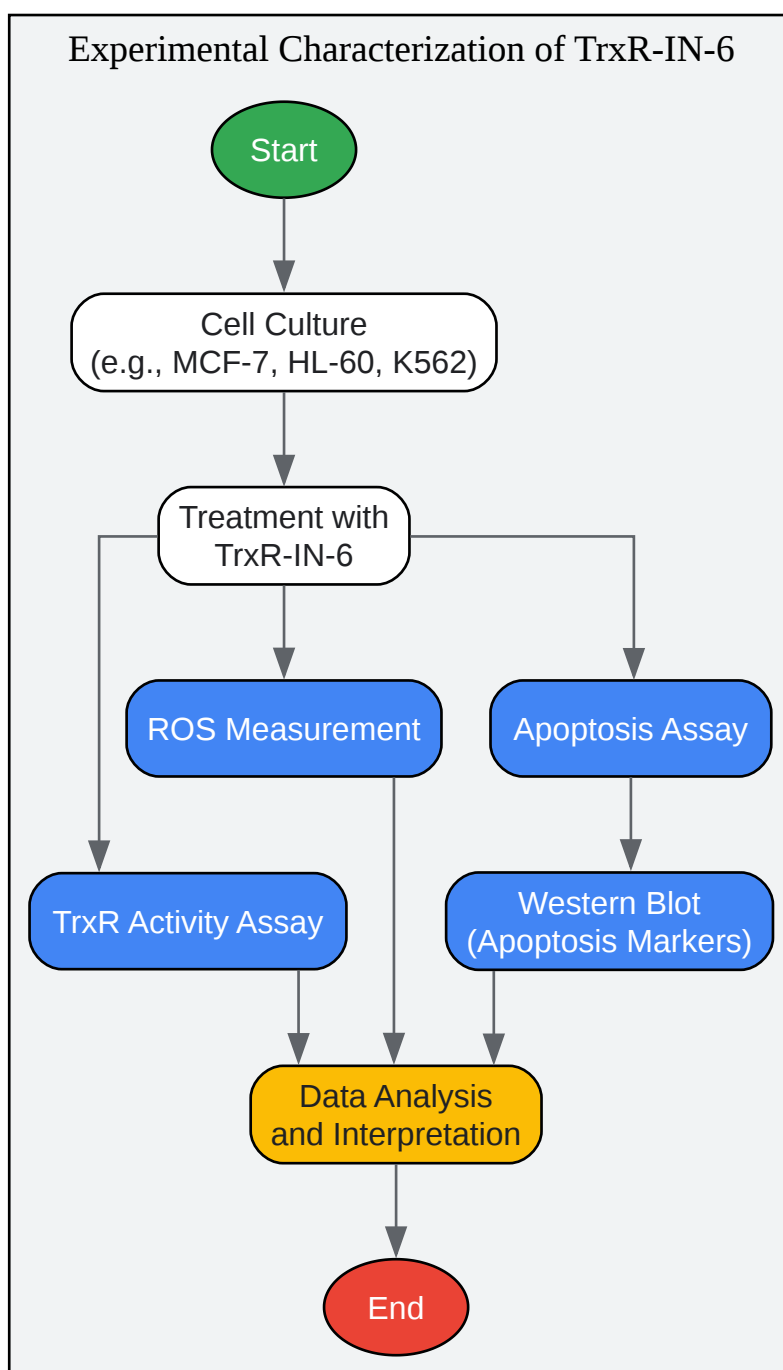 Experimental Characterization of TrxR-IN-6
Start
Cell Culture
(e.g., MCF-7, HL-60, K562)
Treatment with
TrxR-IN-6
ROS Measurement
Apoptosis Assay
TrxR Activity Assay
Western Blot
(Apoptosis Markers)
Data Analysis
and Interpretation
End